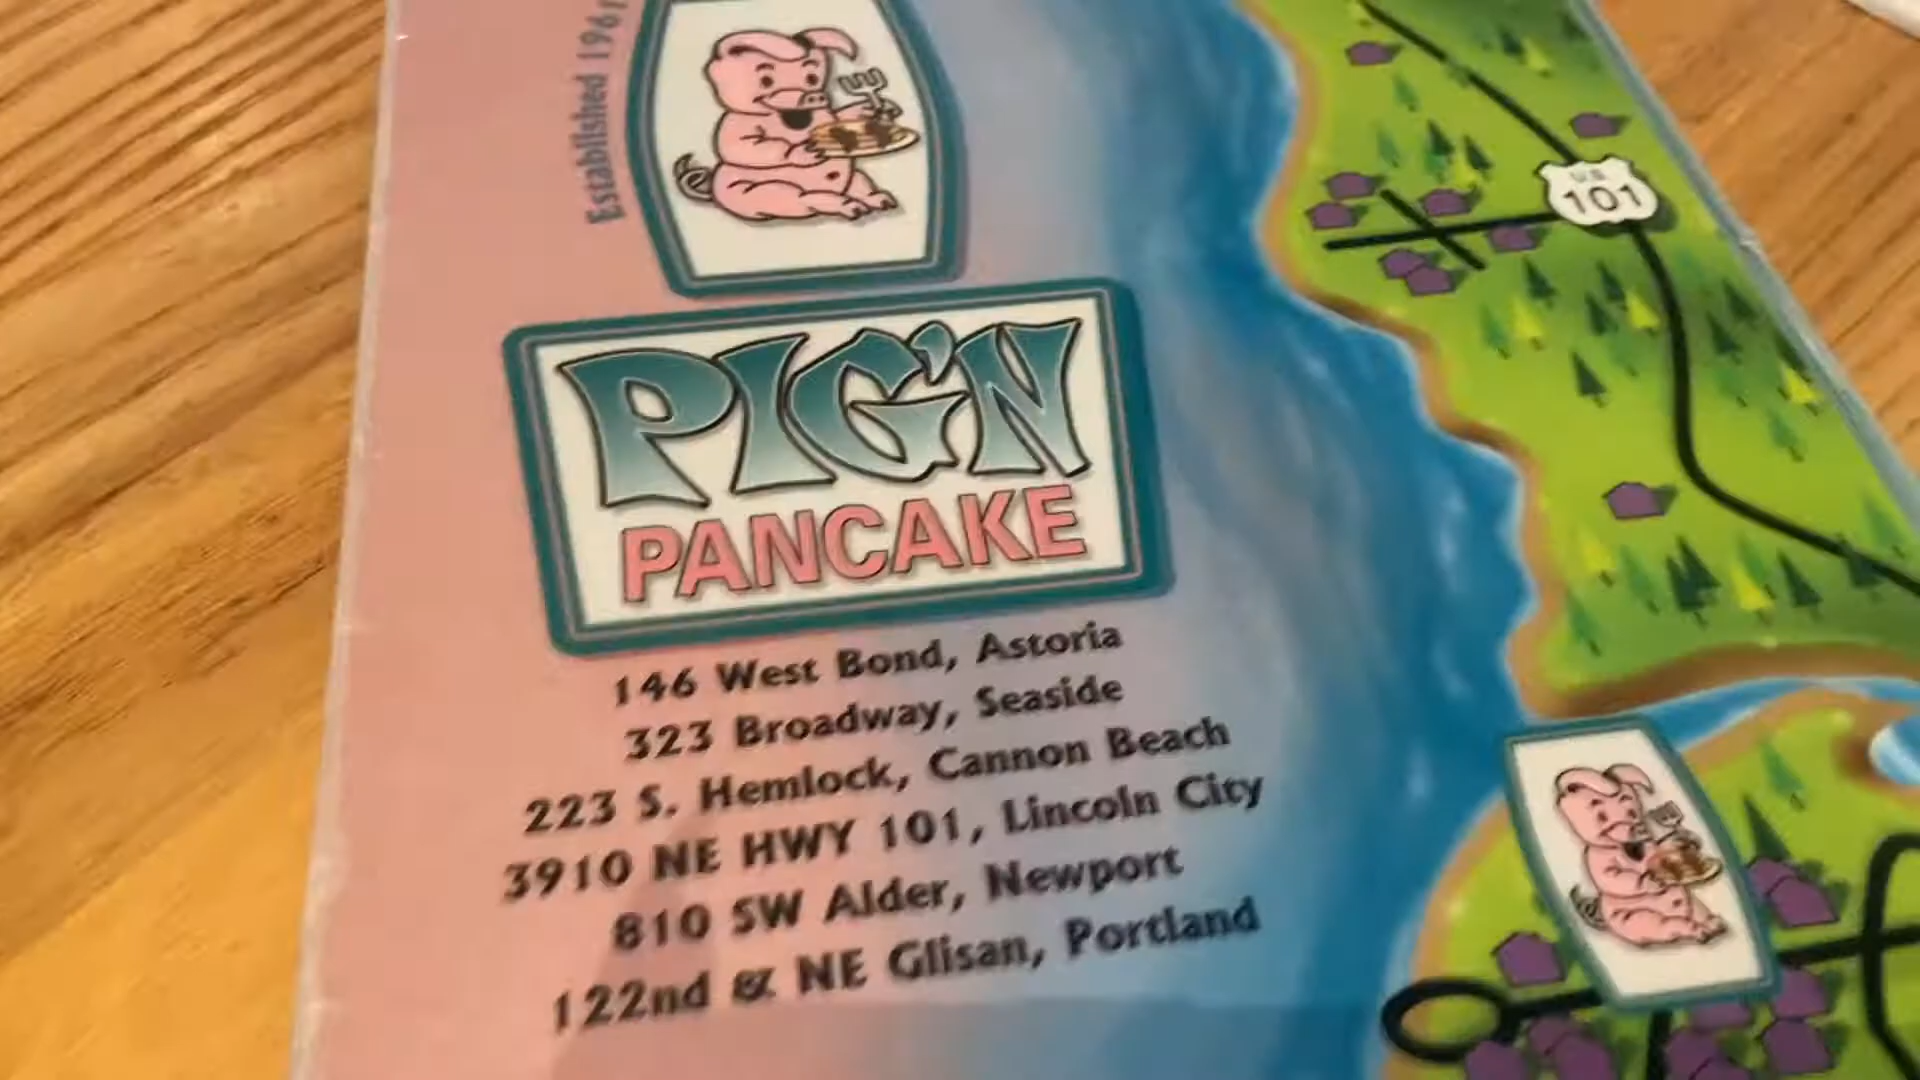 Established 1961
U.S.
101
PIG'N
PANCAKE
146 West Bond, Astoria
323 Broadway, Seaside
223 S. Hemlock, Cannon Beach
3910 NE HWY 101, Lincoln City
810 SW Alder, Newport
122nd & NE Glisan, Portland